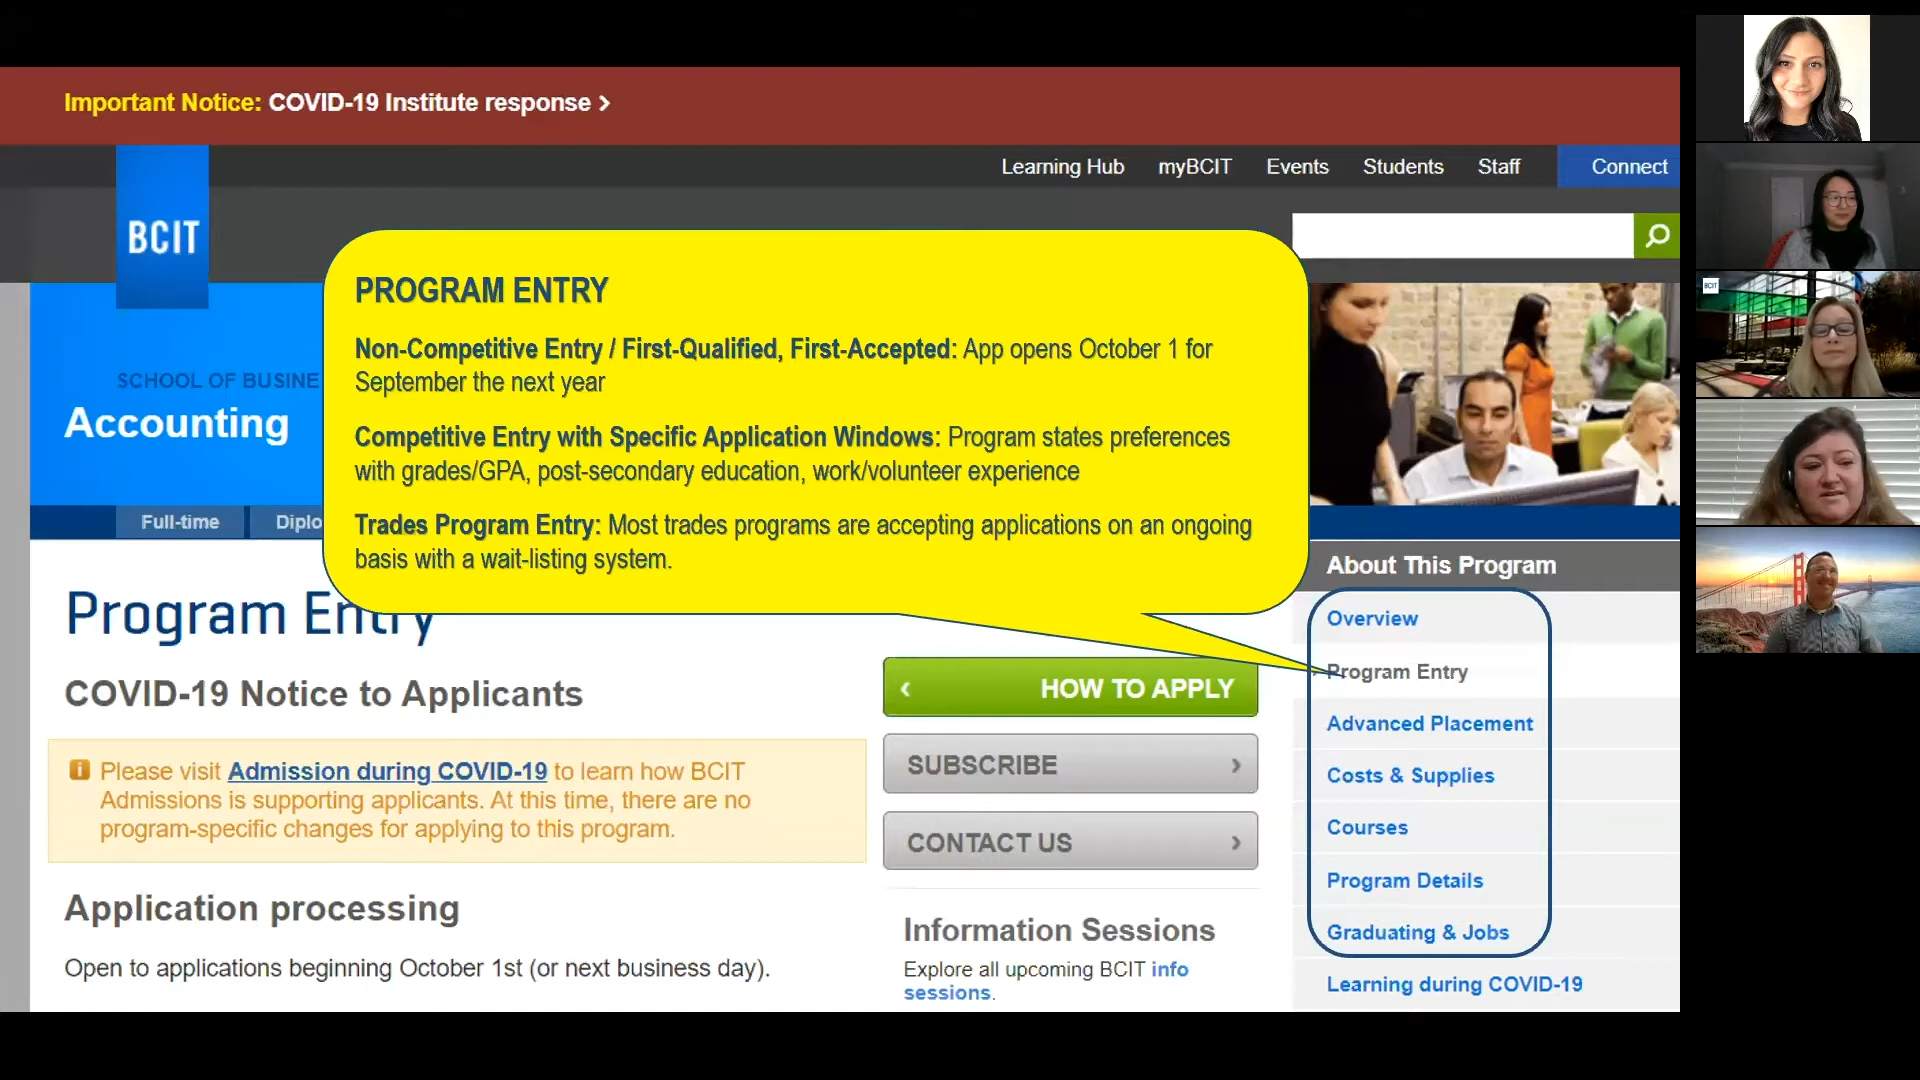 Important Notice: COVID-19 Institute response >
Learning Hub myBCIT Events Students Staff Connect
BCIT
SCHOOL OF BUSINE
Accounting
Full-time Diplo
PROGRAM ENTRY
Non-Competitive Entry / First-Qualified, First-Accepted: App opens October 1 for
September the next year
Competitive Entry with Specific Application Windows: Program states preferences
with grades/GPA, post-secondary education, work/volunteer experience
Trades Program Entry: Most trades programs are accepting applications on an ongoing
basis with a wait-listing system.
Program Entry
COVID-19 Notice to Applicants
Please visit Admission during COVID-19 to learn how BCIT
Admissions is supporting applicants. At this time, there are no
program-specific changes for applying to this program.
Application processing
Open to applications beginning October 1st (or next business day).
HOW TO APPLY
SUBSCRIBE
CONTACT US
Information Sessions
Explore all upcoming BCIT info
sessions.
About This Program
Overview
Program Entry
Advanced Placement
Costs & Supplies
Courses
Program Details
Graduating & Jobs
Learning during COVID-19
BCIT